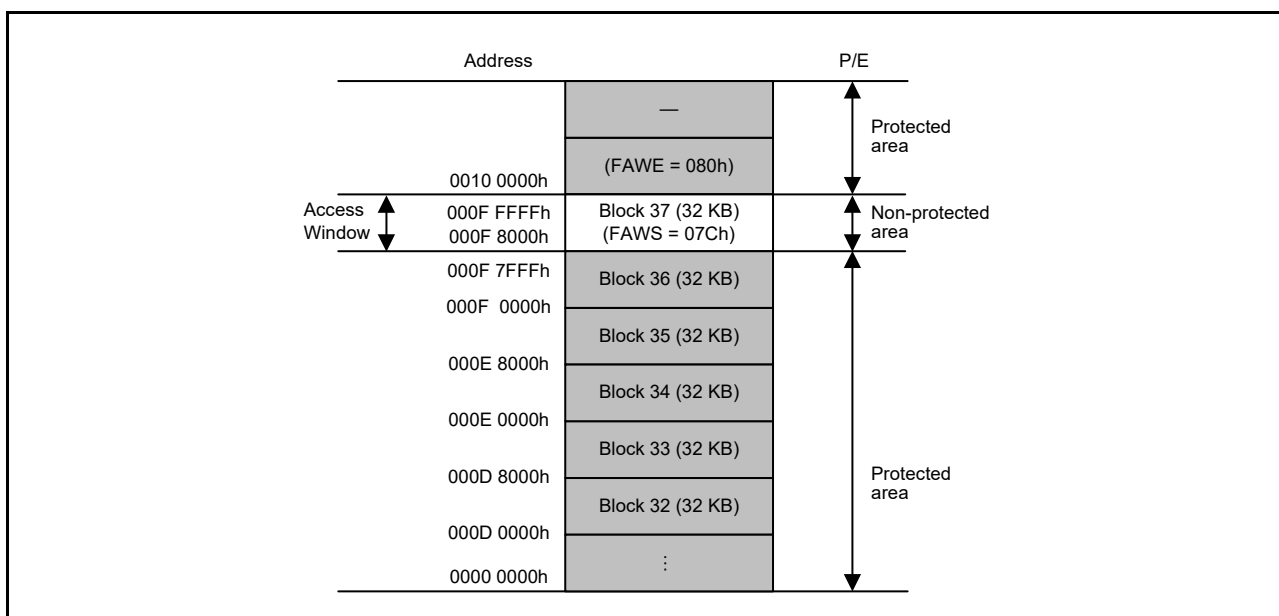 Address P/E
—
Protected
area
(FAWE = 080h)
0010 0000h
Access
Window
000F FFFFh
000F 8000h
Block 37 (32 KB)
(FAWS = 07Ch)
Non-protected
area
000F 7FFFh
Block 36 (32 KB)
000F 0000h
Block 35 (32 KB)
000E 8000h
Block 34 (32 KB)
000E 0000h
Block 33 (32 KB)
000D 8000h
Protected
area
Block 32 (32 KB)
000D 0000h
⋮
0000 0000h